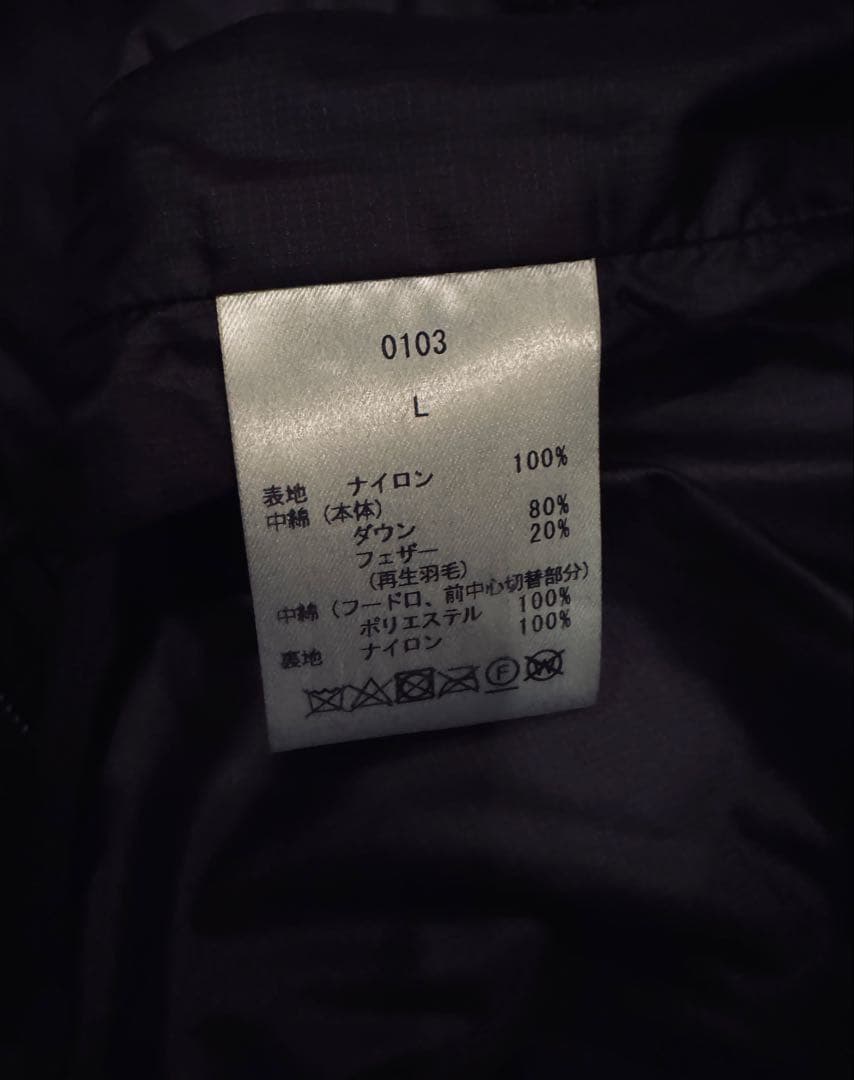 0103
L
表地 ナイロン 100%
中綿（本体）
ダウン 80%
フェザー 20%
（再生羽毛）
中綿（フード口、前中心切替部分）
ポリエステル 100%
裏地 ナイロン 100%
F W